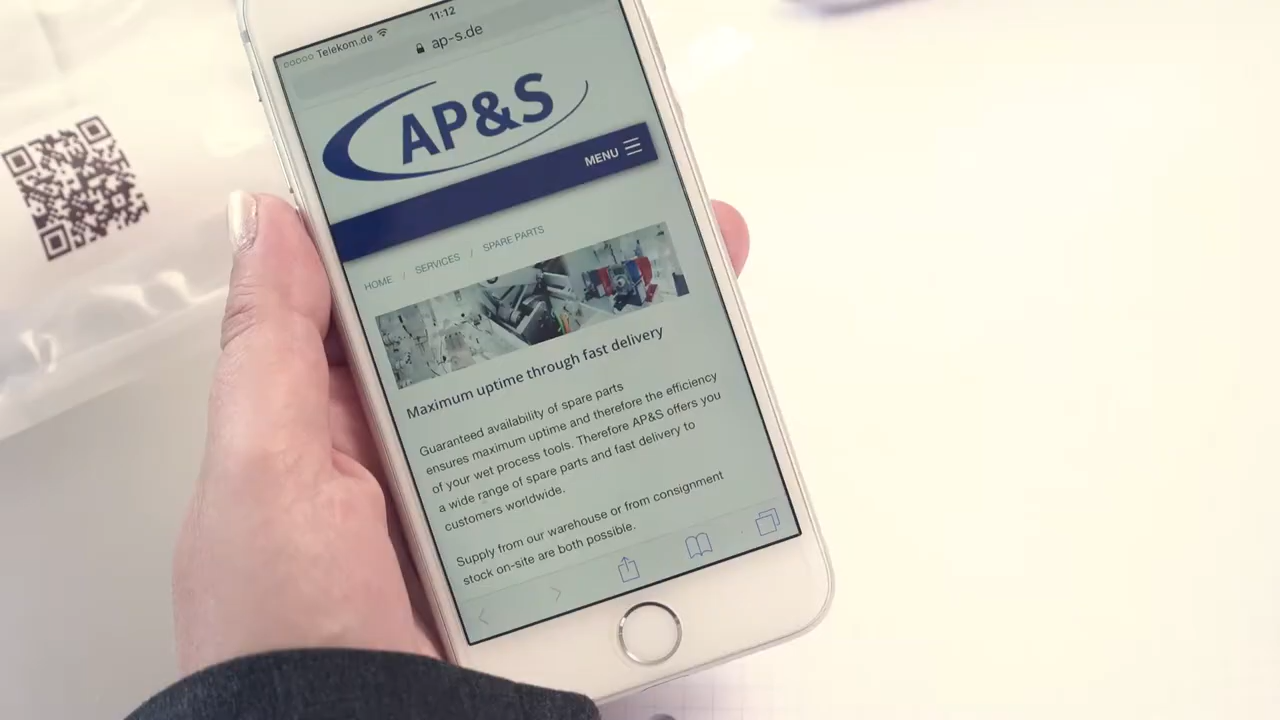 Telekom.de
11:12
ap-s.de
AP&S
MENU
HOME / SERVICES / SPARE PARTS
Maximum uptime through fast delivery
Guaranteed availability of spare parts
ensures maximum uptime and therefore the efficiency
of your wet process tools. Therefore AP&S offers you
a wide range of spare parts and fast delivery to
customers worldwide.
Supply from our warehouse or from consignment
stock on-site are both possible.